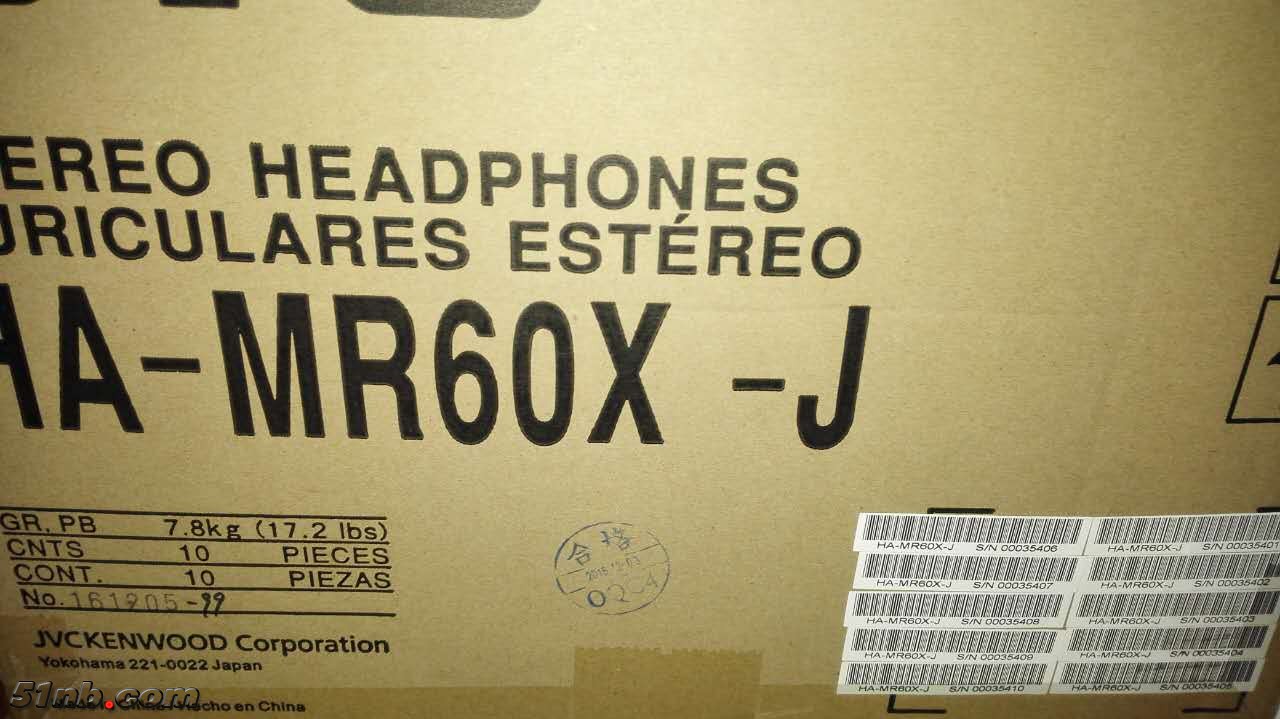 EREO HEADPHONES
URICULARES ESTÉREO
HA-MR60X -J
GR. PB 7.8kg (17.2 lbs)
CNTS 10 PIECES
CONT. 10 PIEZAS
No. 161205-99
JVCKENWOOD Corporation
Yokohama 221-0022 Japan
Made in China / Hecho en China
合格
0204
HA-MR60X-J S/N 00035406
HA-MR60X-J S/N 00035401
HA-MR60X-J S/N 00035407
HA-MR60X-J S/N 00035402
HA-MR60X-J S/N 00035408
HA-MR60X-J S/N 00035403
HA-MR60X-J S/N 00035409
HA-MR60X-J S/N 00035404
HA-MR60X-J S/N 00035410
HA-MR60X-J S/N 00035405
51nb.com